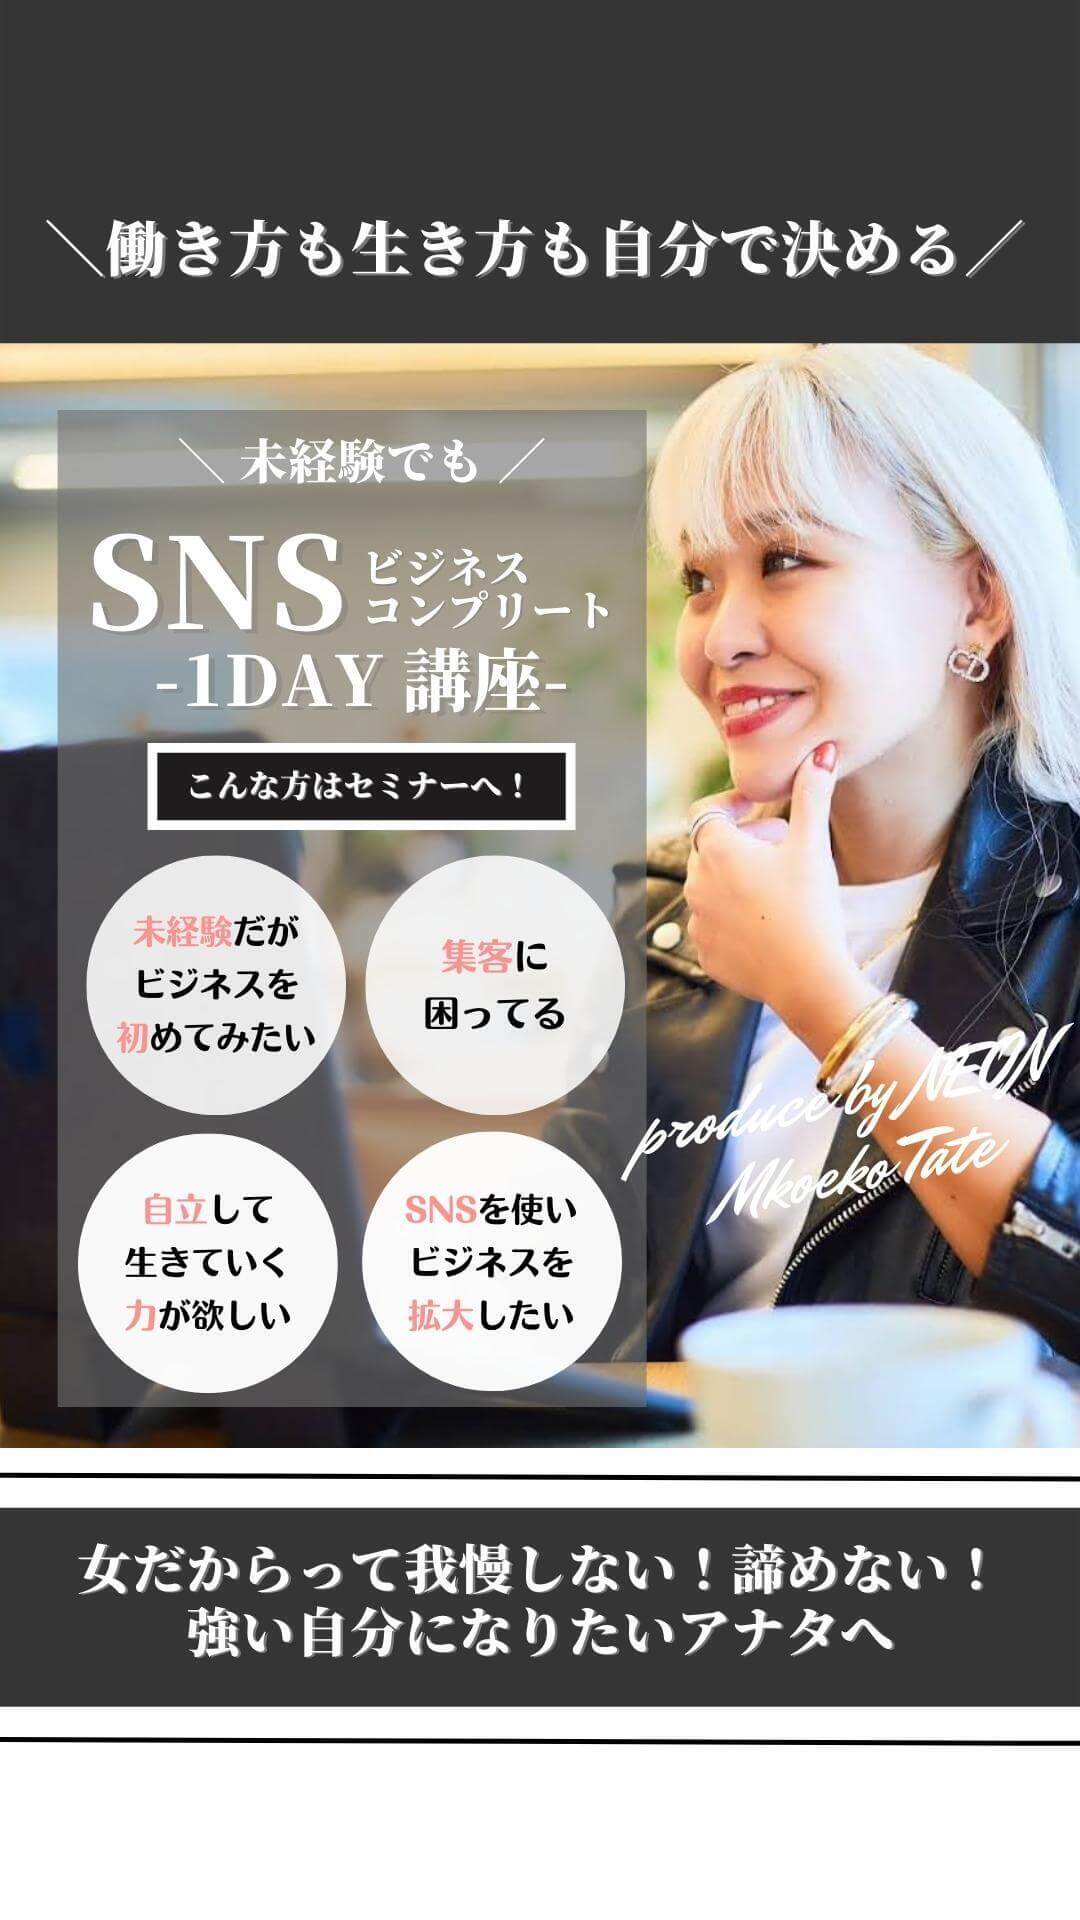 ＼働き方も生き方も自分で決める／
＼ 未経験でも ／
SNS ビジネス
コンプリート
-1DAY 講座-
こんな方はセミナーへ！
未経験だが
ビジネスを
初めてみたい
集客に
困ってる
自立して
生きていく
力が欲しい
SNSを使い
ビジネスを
拡大したい
produce by NEON
Mkoeko Tate
女だからって我慢しない！諦めない！
強い自分になりたいアナタへ